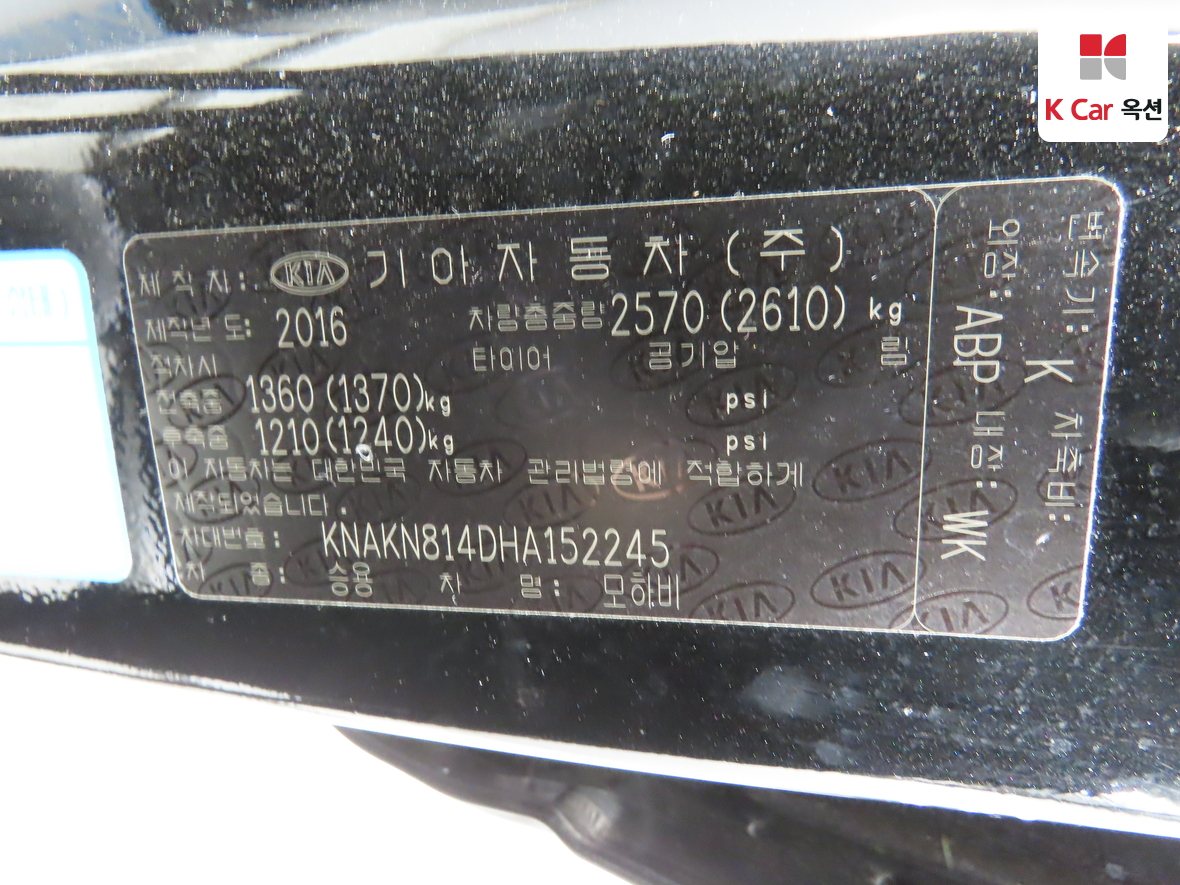 K Car 옥션
제 작 자: KIA 기 아 자 동 차 (주)
제작년 도: 2016 차량총중량 2570 (2610) kg
적차시 타이어 공기압 림
전축중 1360 (1370)kg psi
후축중 1210(1240)kg psi
이 자동차는 대한민국 자동차 관리법령에 적합하게
제작되었습니다.
차대번호: KNAKN814DHA152245
차 종: 승용 차 명: 모하비
변속기: K 차축비:
외장: ABP 내장: WK